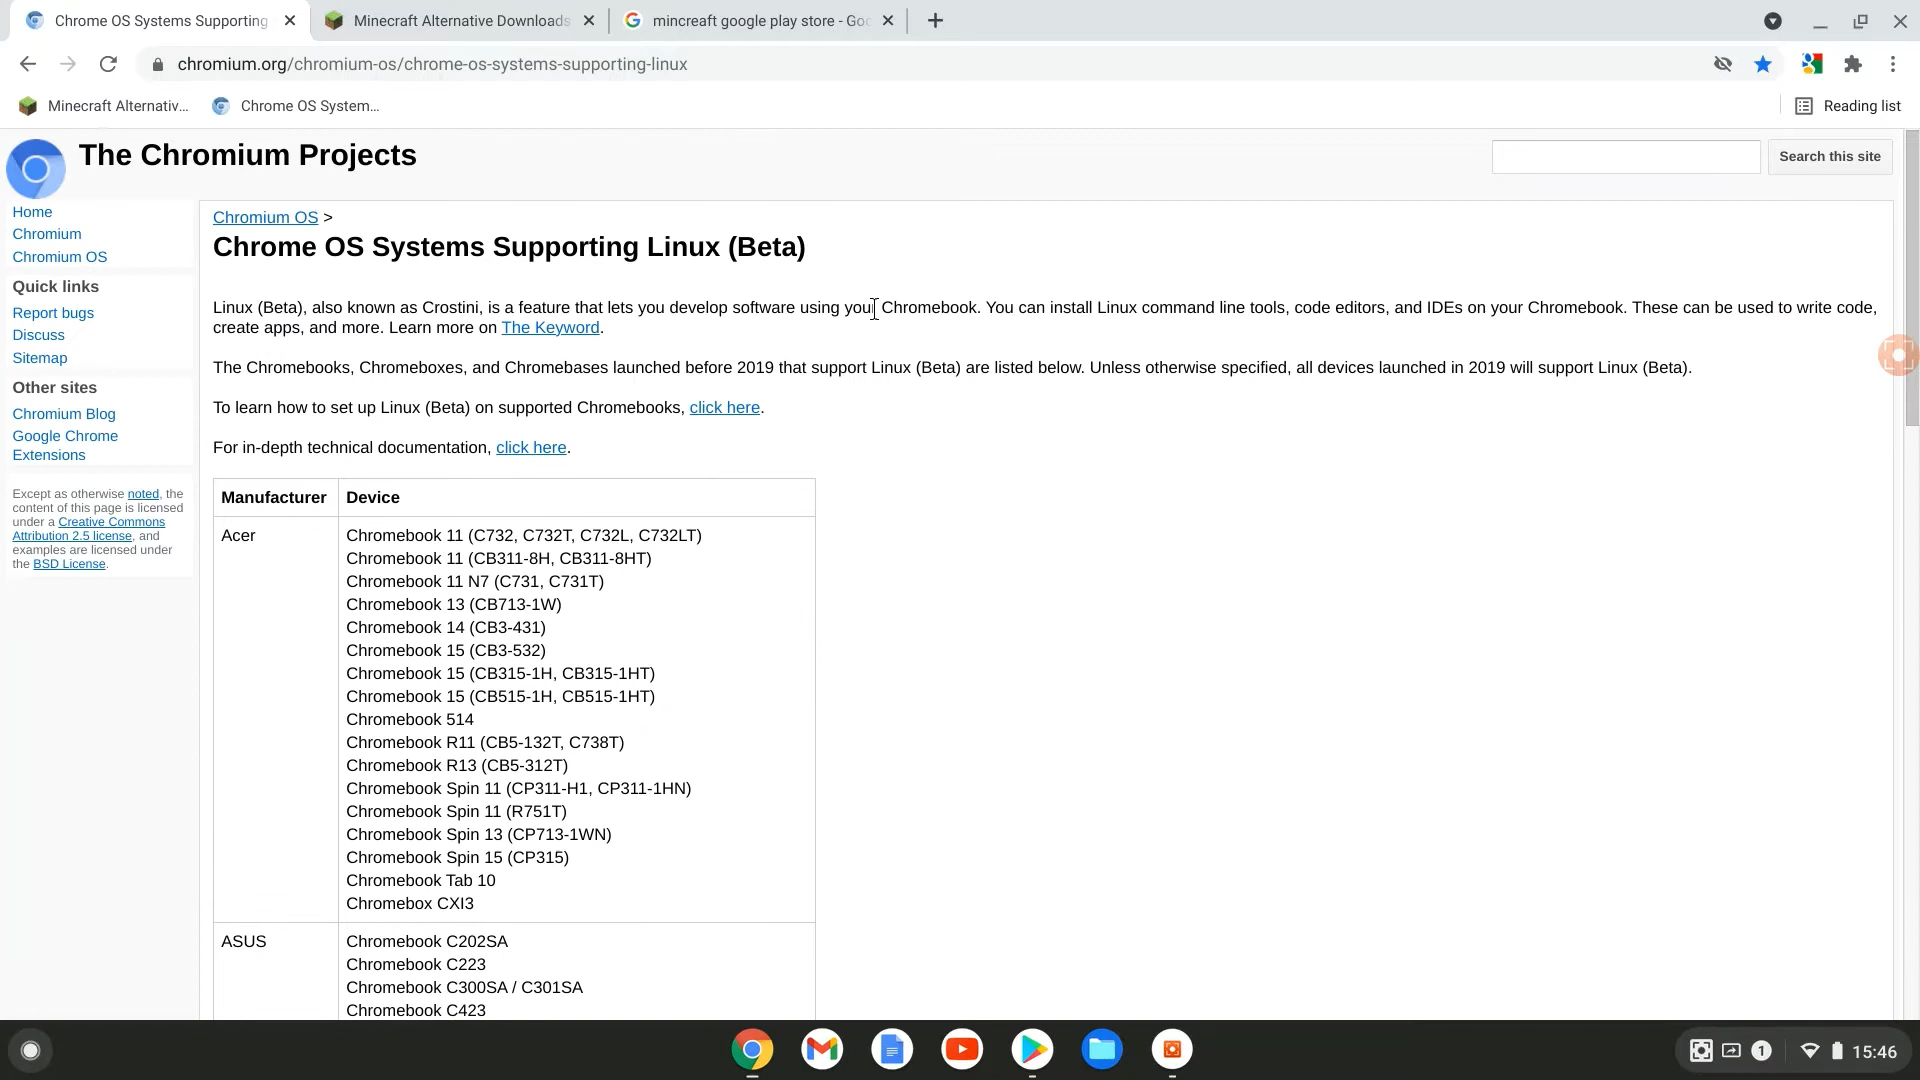 Chrome OS Systems Supporting
Minecraft Alternative Downloads
mincreaft google play store - Goo
chromium.org/chromium-os/chrome-os-systems-supporting-linux
Minecraft Alternativ...
Chrome OS System...
Reading list
The Chromium Projects
Search this site
Home
Chromium
Chromium OS
Quick links
Report bugs
Discuss
Sitemap
Other sites
Chromium Blog
Google Chrome
Extensions
Except as otherwise noted, the
content of this page is licensed
under a Creative Commons
Attribution 2.5 license, and
examples are licensed under
the BSD License.
Chromium OS >
Chrome OS Systems Supporting Linux (Beta)
Linux (Beta), also known as Crostini, is a feature that lets you develop software using your Chromebook. You can install Linux command line tools, code editors, and IDEs on your Chromebook. These can be used to write code,
create apps, and more. Learn more on The Keyword.
The Chromebooks, Chromeboxes, and Chromebases launched before 2019 that support Linux (Beta) are listed below. Unless otherwise specified, all devices launched in 2019 will support Linux (Beta).
To learn how to set up Linux (Beta) on supported Chromebooks, click here.
For in-depth technical documentation, click here.
Manufacturer Device
Acer Chromebook 11 (C732, C732T, C732L, C732LT)
Chromebook 11 (CB311-8H, CB311-8HT)
Chromebook 11 N7 (C731, C731T)
Chromebook 13 (CB713-1W)
Chromebook 14 (CB3-431)
Chromebook 15 (CB3-532)
Chromebook 15 (CB315-1H, CB315-1HT)
Chromebook 15 (CB515-1H, CB515-1HT)
Chromebook 514
Chromebook R11 (CB5-132T, C738T)
Chromebook R13 (CB5-312T)
Chromebook Spin 11 (CP311-H1, CP311-1HN)
Chromebook Spin 11 (R751T)
Chromebook Spin 13 (CP713-1WN)
Chromebook Spin 15 (CP315)
Chromebook Tab 10
Chromebox CXI3
ASUS Chromebook C202SA
Chromebook C223
Chromebook C300SA / C301SA
Chromebook C423
1
15:46